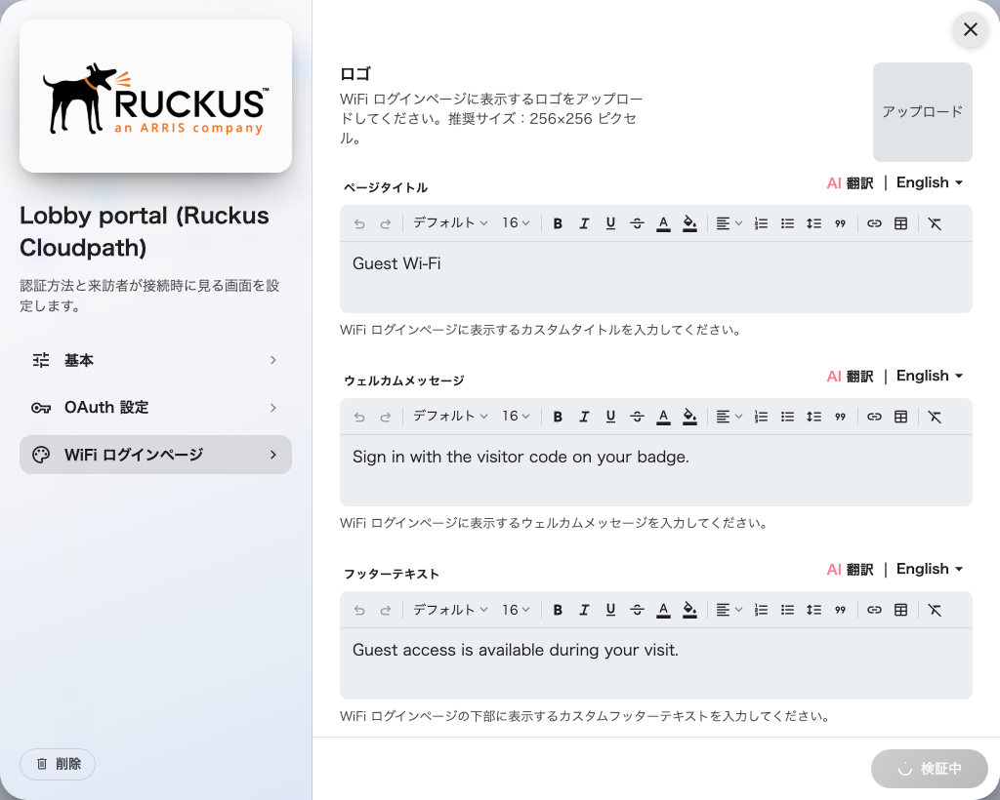 RUCKUS™
an ARRIS company
Lobby portal (Ruckus
Cloudpath)
認証方法と来訪者が接続時に見る画面を設
定します。
基本
OAuth 設定
WiFi ログインページ
削除
ロゴ
WiFi ログインページに表示するロゴをアップロー
ドしてください。推奨サイズ：256×256 ピクセ
ル。
アップロード
ページタイトル
AI 翻訳 | English
デフォルト 16 B I U S A
Guest Wi-Fi
WiFi ログインページに表示するカスタムタイトルを入力してください。
ウェルカムメッセージ
AI 翻訳 | English
デフォルト 16 B I U S A
Sign in with the visitor code on your badge.
WiFi ログインページに表示するウェルカムメッセージを入力してください。
フッターテキスト
AI 翻訳 | English
デフォルト 16 B I U S A
Guest access is available during your visit.
WiFi ログインページの下部に表示するカスタムフッターテキストを入力してください。
検証中